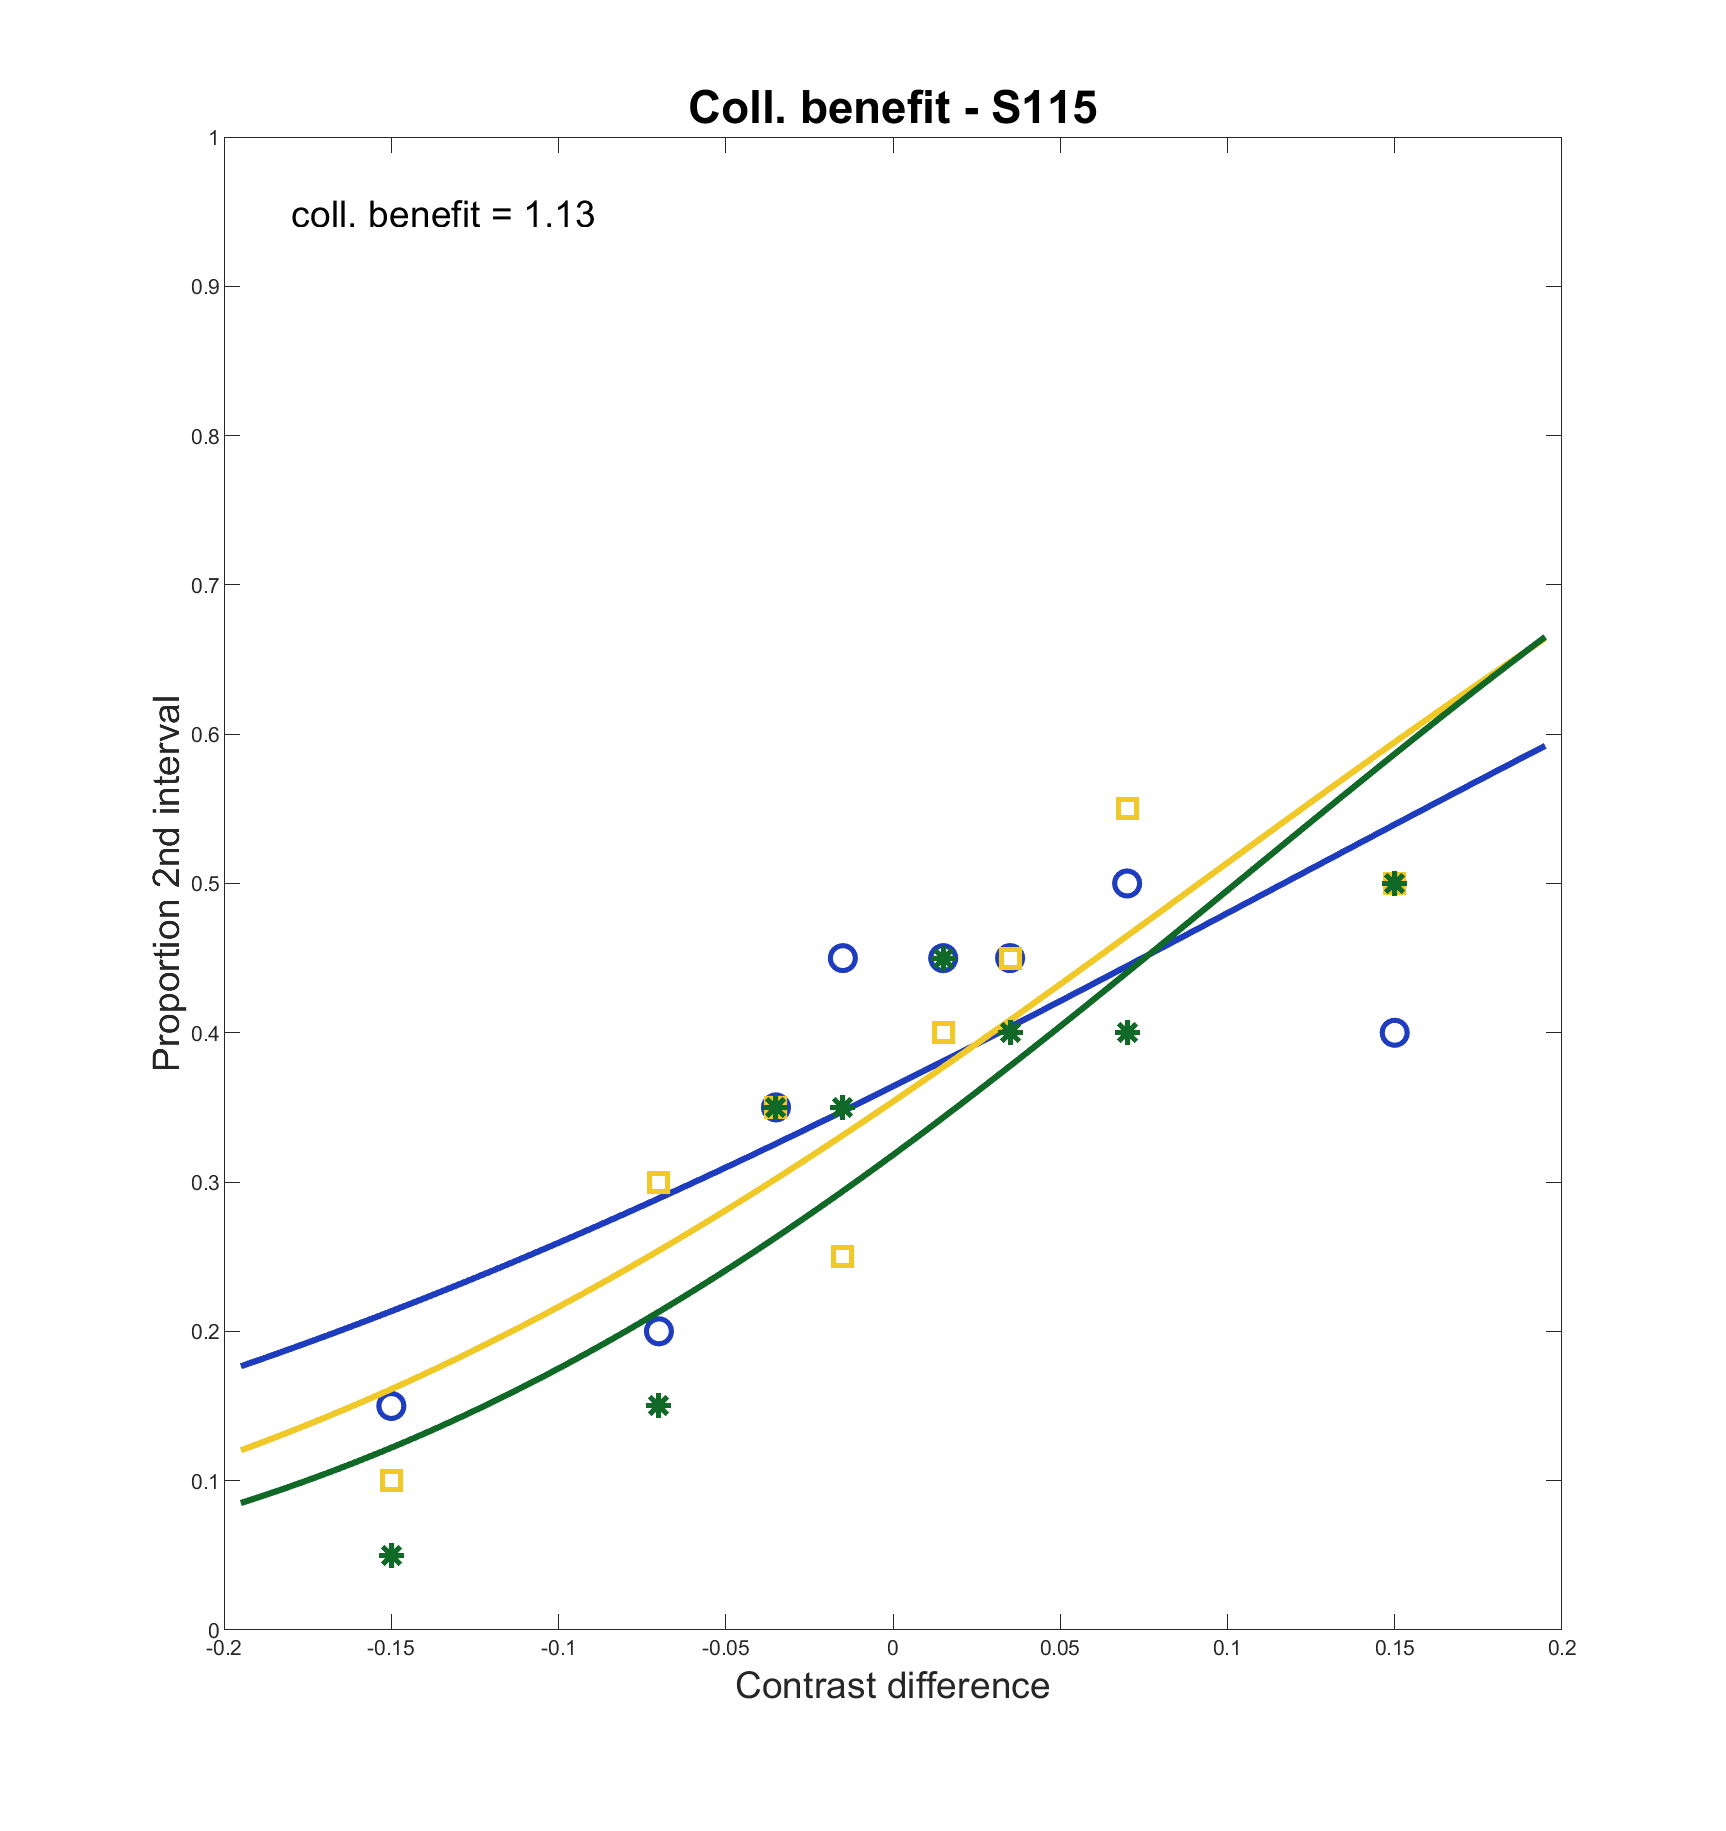 Coll. benefit - S115
coll. benefit = 1.13
1
0.9
0.8
0.7
0.6
0.5
0.4
0.3
0.2
0.1
0
Proportion 2nd interval
-0.2 -0.15 -0.1 -0.05 0 0.05 0.1 0.15 0.2
Contrast difference